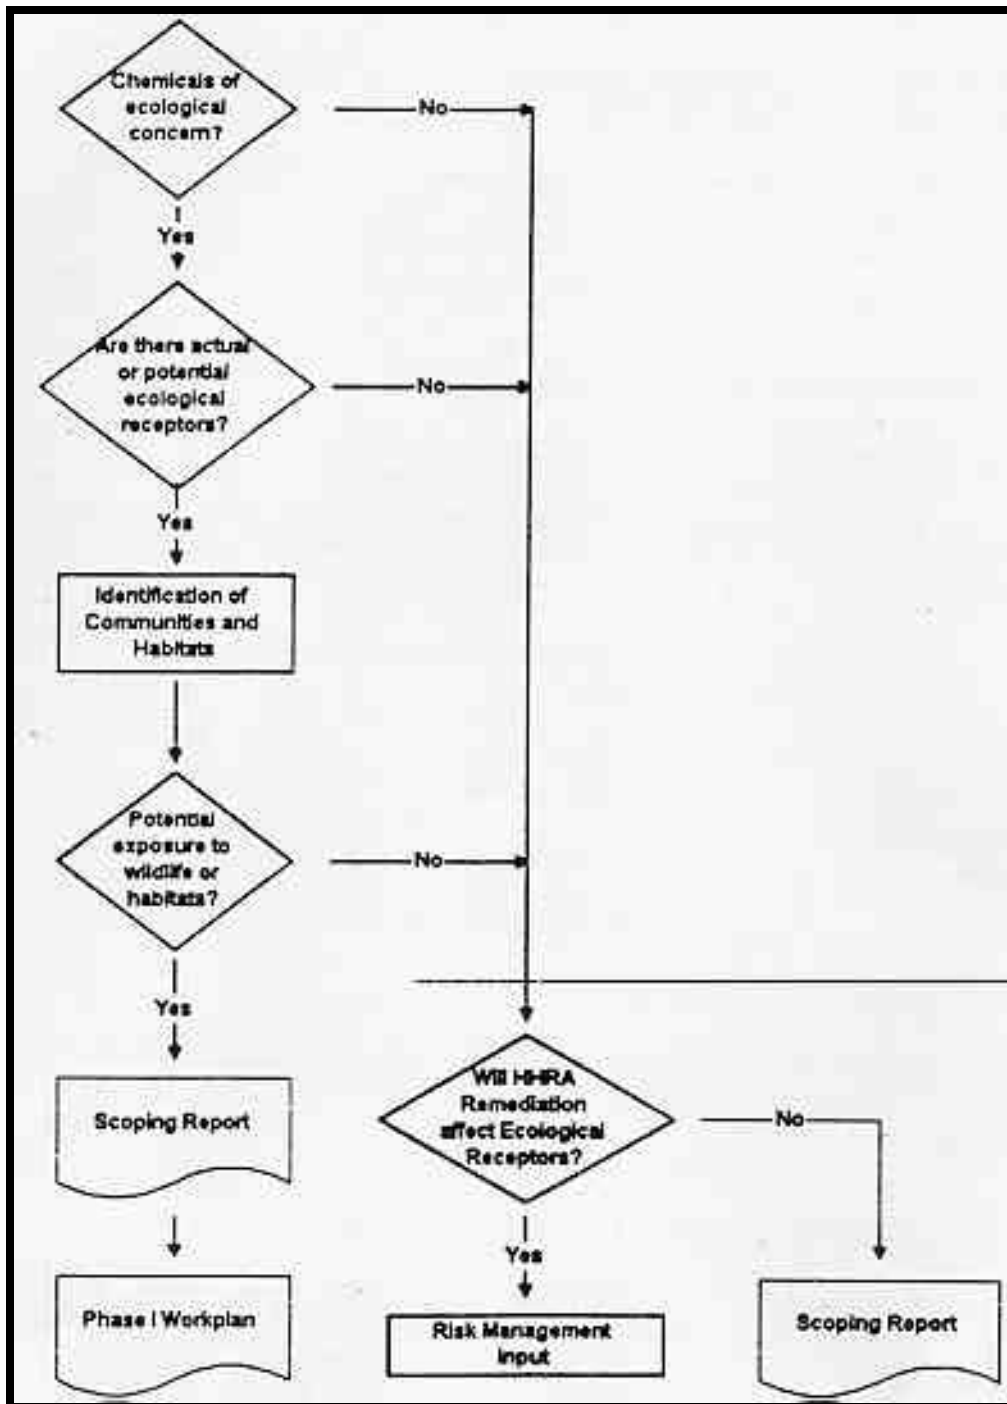 Chemicals of
ecological
concern?
No
Yes
Are there actual
or potential
ecological
receptors?
No
Yes
Identification of
Communities and
Habitats
Potential
exposure to
wildlife or
habitats?
No
Yes
Scoping Report
Will HHRA
Remediation
affect Ecological
Receptors?
No
Yes
Phase I Workplan
Risk Management
Input
Scoping Report